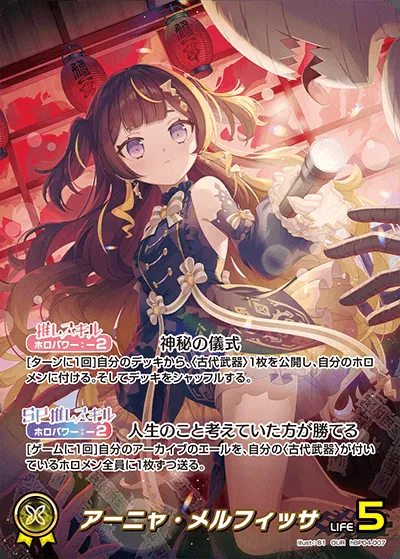 推しスキル
ホロパワー：－2
神秘の儀式
[ターンに1回]自分のデッキから、〈古代武器〉1枚を公開し、自分のホロ
メンに付ける。そしてデッキをシャッフルする。
SP推しスキル
ホロパワー：－2
人生のこと考えていた方が勝てる
[ゲームに1回]自分のアーカイブのエールを、自分の〈古代武器〉が付い
ているホロメン全員に1枚ずつ送る。
アーニャ・メルフィッサ
LIFE 5
illust：B1 OUR hBP04-007